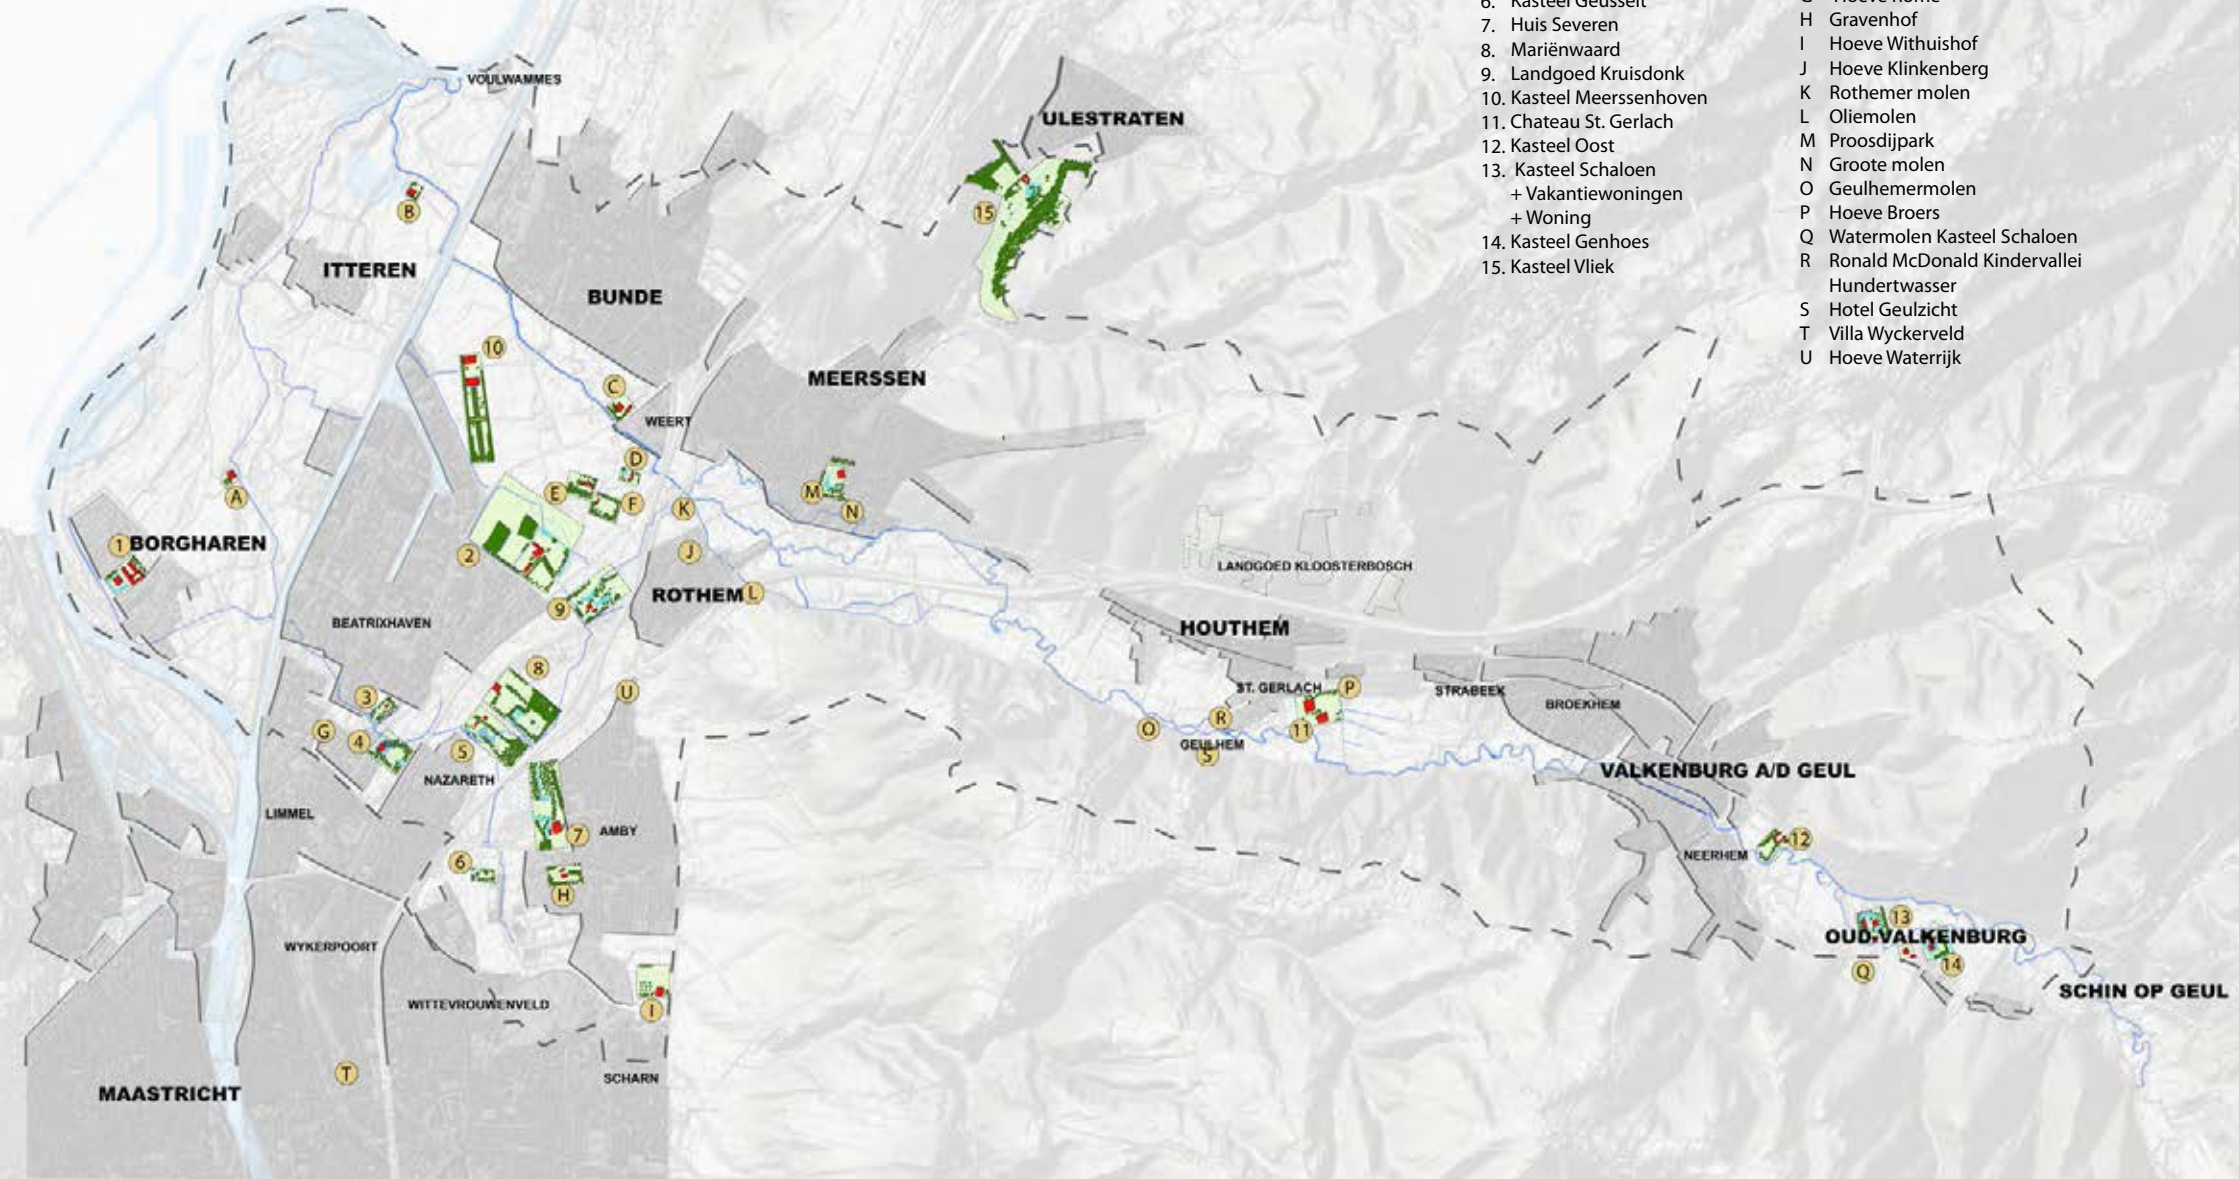 6. Kasteel Geusselt
7. Huis Severen
8. Mariënwaard
9. Landgoed Kruisdonk
10. Kasteel Meerssenhoven
11. Chateau St. Gerlach
12. Kasteel Oost
13. Kasteel Schaloen
+ Vakantiewoningen
+ Woning
14. Kasteel Genhoes
15. Kasteel Vliek
G Hoeve Rome
H Gravenhof
I Hoeve Withuishof
J Hoeve Klinkenberg
K Rothemer molen
L Oliemolen
M Proosdijpark
N Groote molen
O Geulhemermolen
P Hoeve Broers
Q Watermolen Kasteel Schaloen
R Ronald McDonald Kindervallei
Hundertwasser
S Hotel Geulzicht
T Villa Wyckerveld
U Hoeve Waterrijk
VOULWAMMES
ULESTRATEN
15
B
ITTEREN
BUNDE
10
MEERSSEN
C
WEERT
D
A
E
F
M
K
N
1 BORGHAREN
2
J
LANDGOED KLOOSTERBOSCH
ROTHEM L
9
BEATRIXHAVEN
HOUTHEM
8
3
U
ST. GERLACH
P
STRABEEK
BROEKHEM
G
4
5
O
R
11
GEULHEM
S
NAZARETH
VALKENBURG A/D GEUL
LIMMEL
7
AMBY
12
6
NEERHEM
H
13
WYKERPOORT
OUD-VALKENBURG
14
Q
SCHIN OP GEUL
WITTEVROUWENVELD
I
T
SCHARN
MAASTRICHT